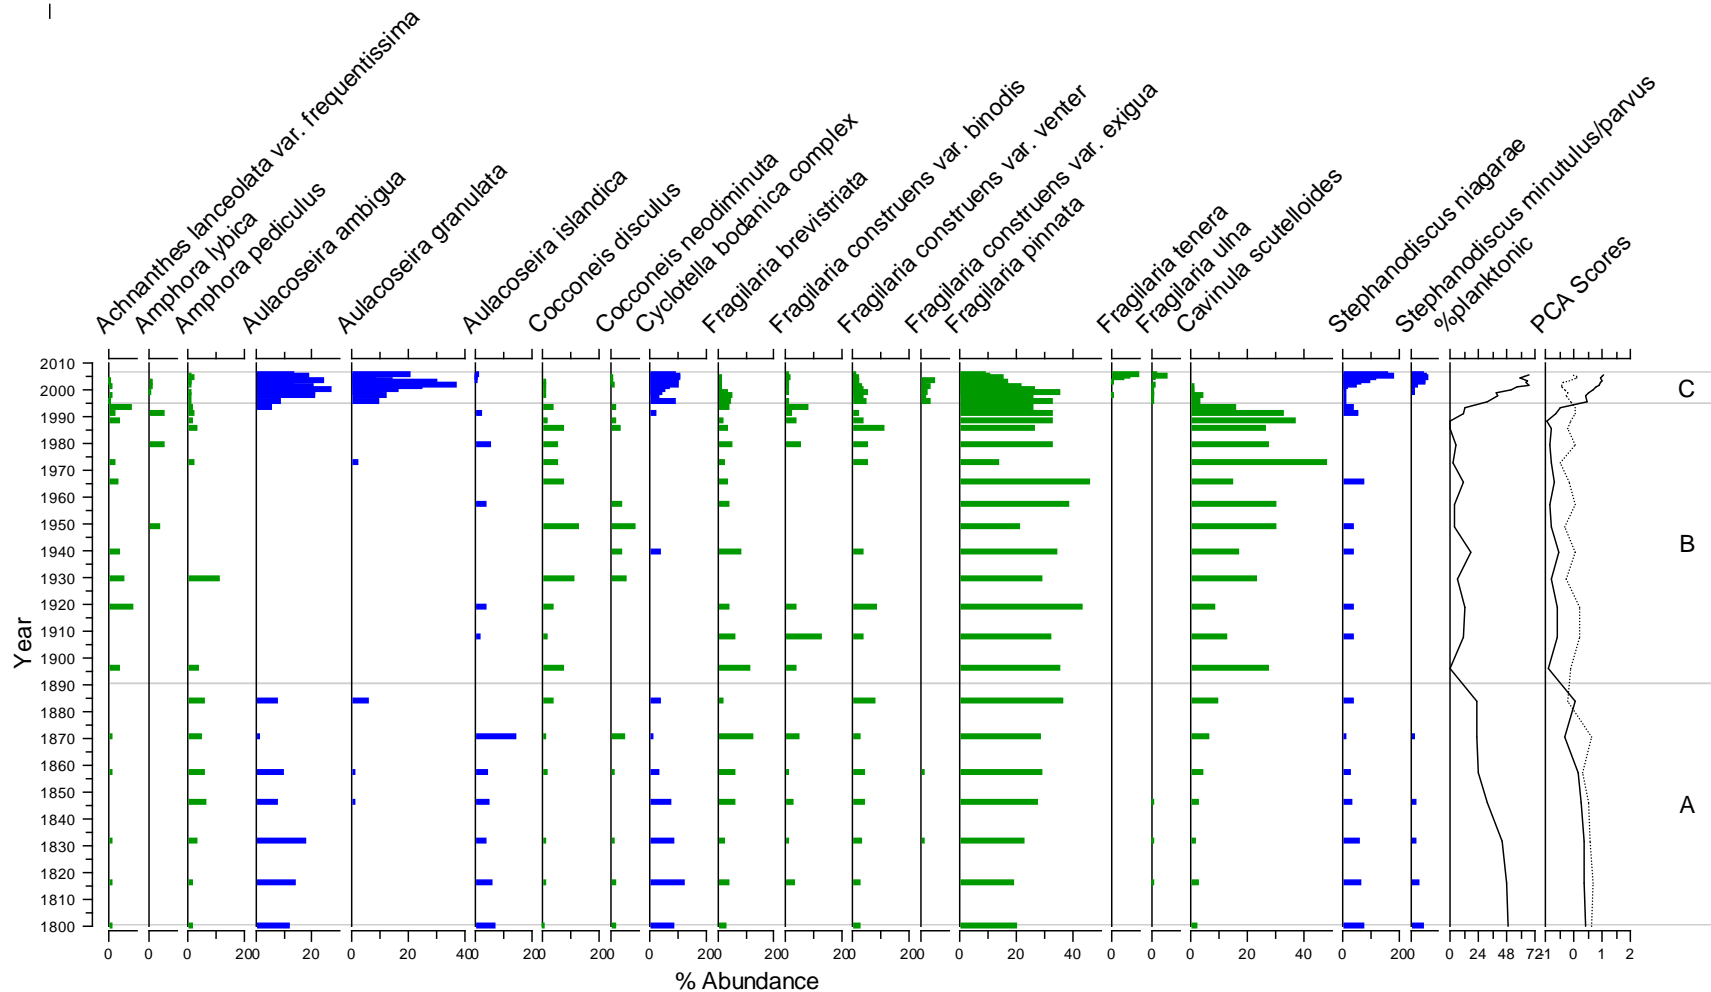 Achnanthes lanceolata var. frequentissima
Amphora lybica
Amphora pediculus
Aulacoseira ambigua
Aulacoseira granulata
Aulacoseira islandica
Cocconeis disculus
Cocconeis neodiminuta
Cyclotella bodanica complex
Fragilaria brevistriata
Fragilaria construens var. binodis
Fragilaria construens var. venter
Fragilaria construens var. exigua
Fragilaria pinnata
Fragilaria tenera
Fragilaria ulna
Cavinula scutelloides
Stephanodiscus niagarae
Stephanodiscus minutulus/parvus
%planktonic
PCA Scores
2010
2000
1990
1980
1970
1960
1950
1940
1930
1920
1910
1900
1890
1880
1870
1860
1850
1840
1830
1820
1810
1800
Year
C
B
A
0 0 0 20 0 20 0 20 40 0 20 0 20 0 20 0 20 0 20 0 20 0 20 0 0 20 40 0 0 0 20 40 0 20 0 0 24 48 72 -1 0 1 2
% Abundance